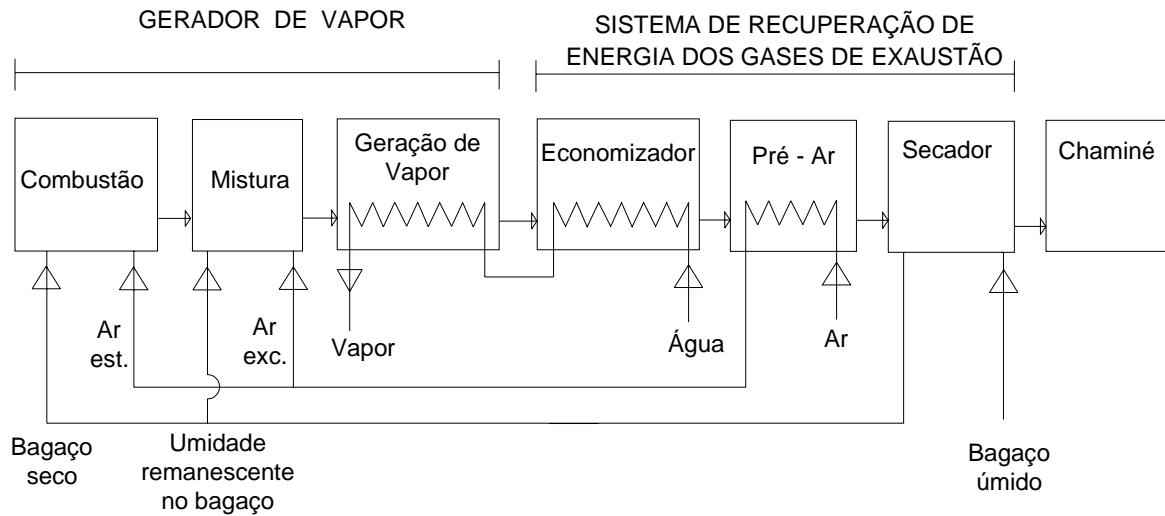 GERADOR DE VAPOR
SISTEMA DE RECUPERAÇÃO DE
ENERGIA DOS GASES DE EXAUSTÃO
Combustão
Mistura
Geração de
Vapor
Economizador
Pré - Ar
Secador
Chaminé
Ar
est.
Ar
exc.
Vapor
Água
Ar
Bagaço
seco
Umidade
remanescente
no bagaço
Bagaço
úmido